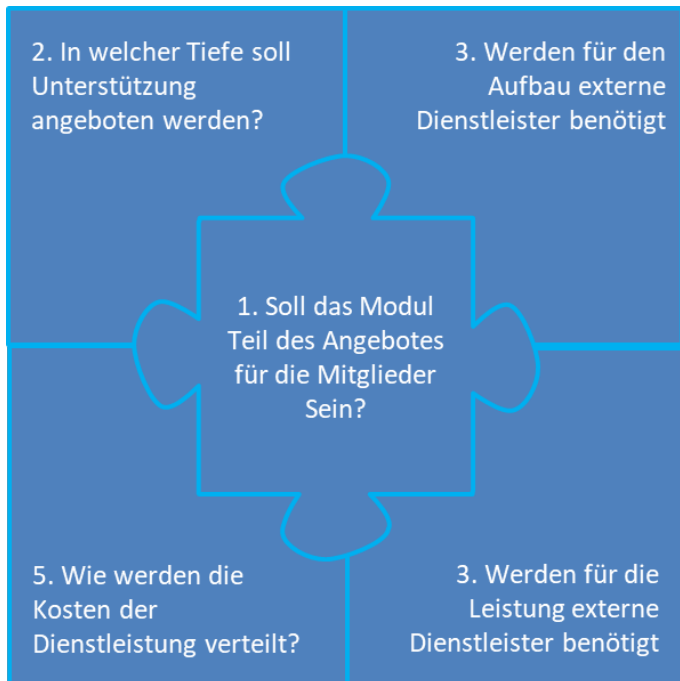 2. In welcher Tiefe soll
Unterstützung
angeboten werden?
3. Werden für den
Aufbau externe
Dienstleister benötigt
1. Soll das Modul
Teil des Angebotes
für die Mitglieder
Sein?
5. Wie werden die
Kosten der
Dienstleistung verteilt?
3. Werden für die
Leistung externe
Dienstleister benötigt